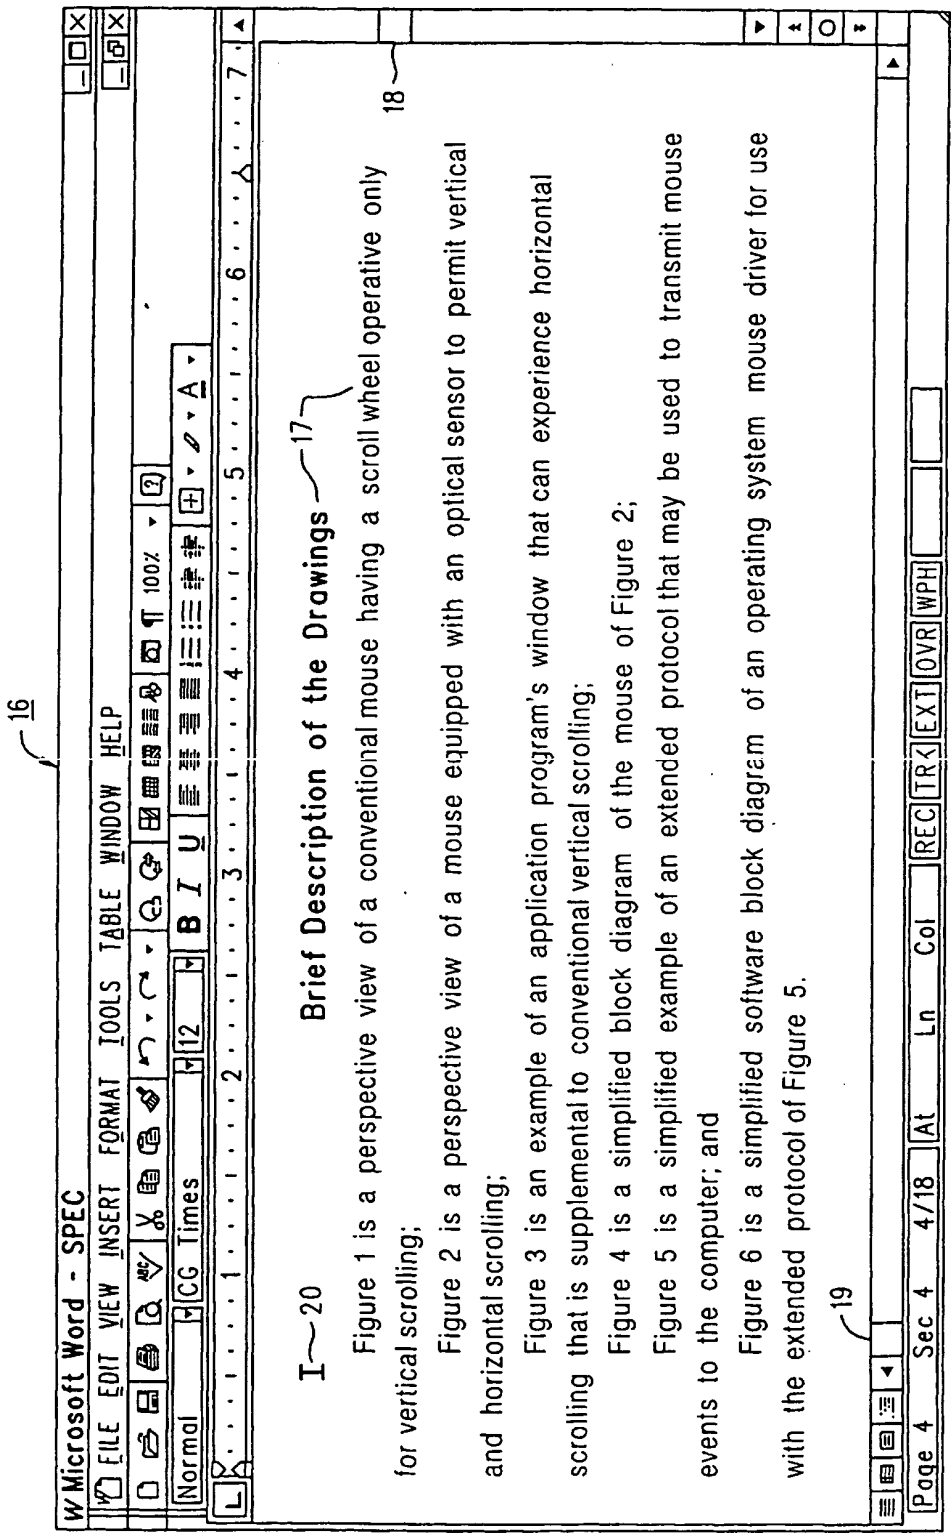 16
W Microsoft Word - SPEC
FILE EDIT VIEW INSERT FORMAT TOOLS TABLE WINDOW HELP
ABC 100% ?
Normal CG Times 12 B I U A
L 1 2 3 4 5 6 7
I 20
Brief Description of the Drawings 17
Figure 1 is a perspective view of a conventional mouse having a scroll wheel operative only
for vertical scrolling;
18
Figure 2 is a perspective view of a mouse equipped with an optical sensor to permit vertical
and horizontal scrolling;
Figure 3 is an example of an application program's window that can experience horizontal
scrolling that is supplemental to conventional vertical scrolling;
Figure 4 is a simplified block diagram of the mouse of Figure 2;
Figure 5 is a simplified example of an extended protocol that may be used to transmit mouse
events to the computer; and
Figure 6 is a simplified software block diagram of an operating system mouse driver for use
with the extended protocol of Figure 5.
19
Page 4 Sec 4 4/18 At Ln Col REC TRK EXT OVR WPH